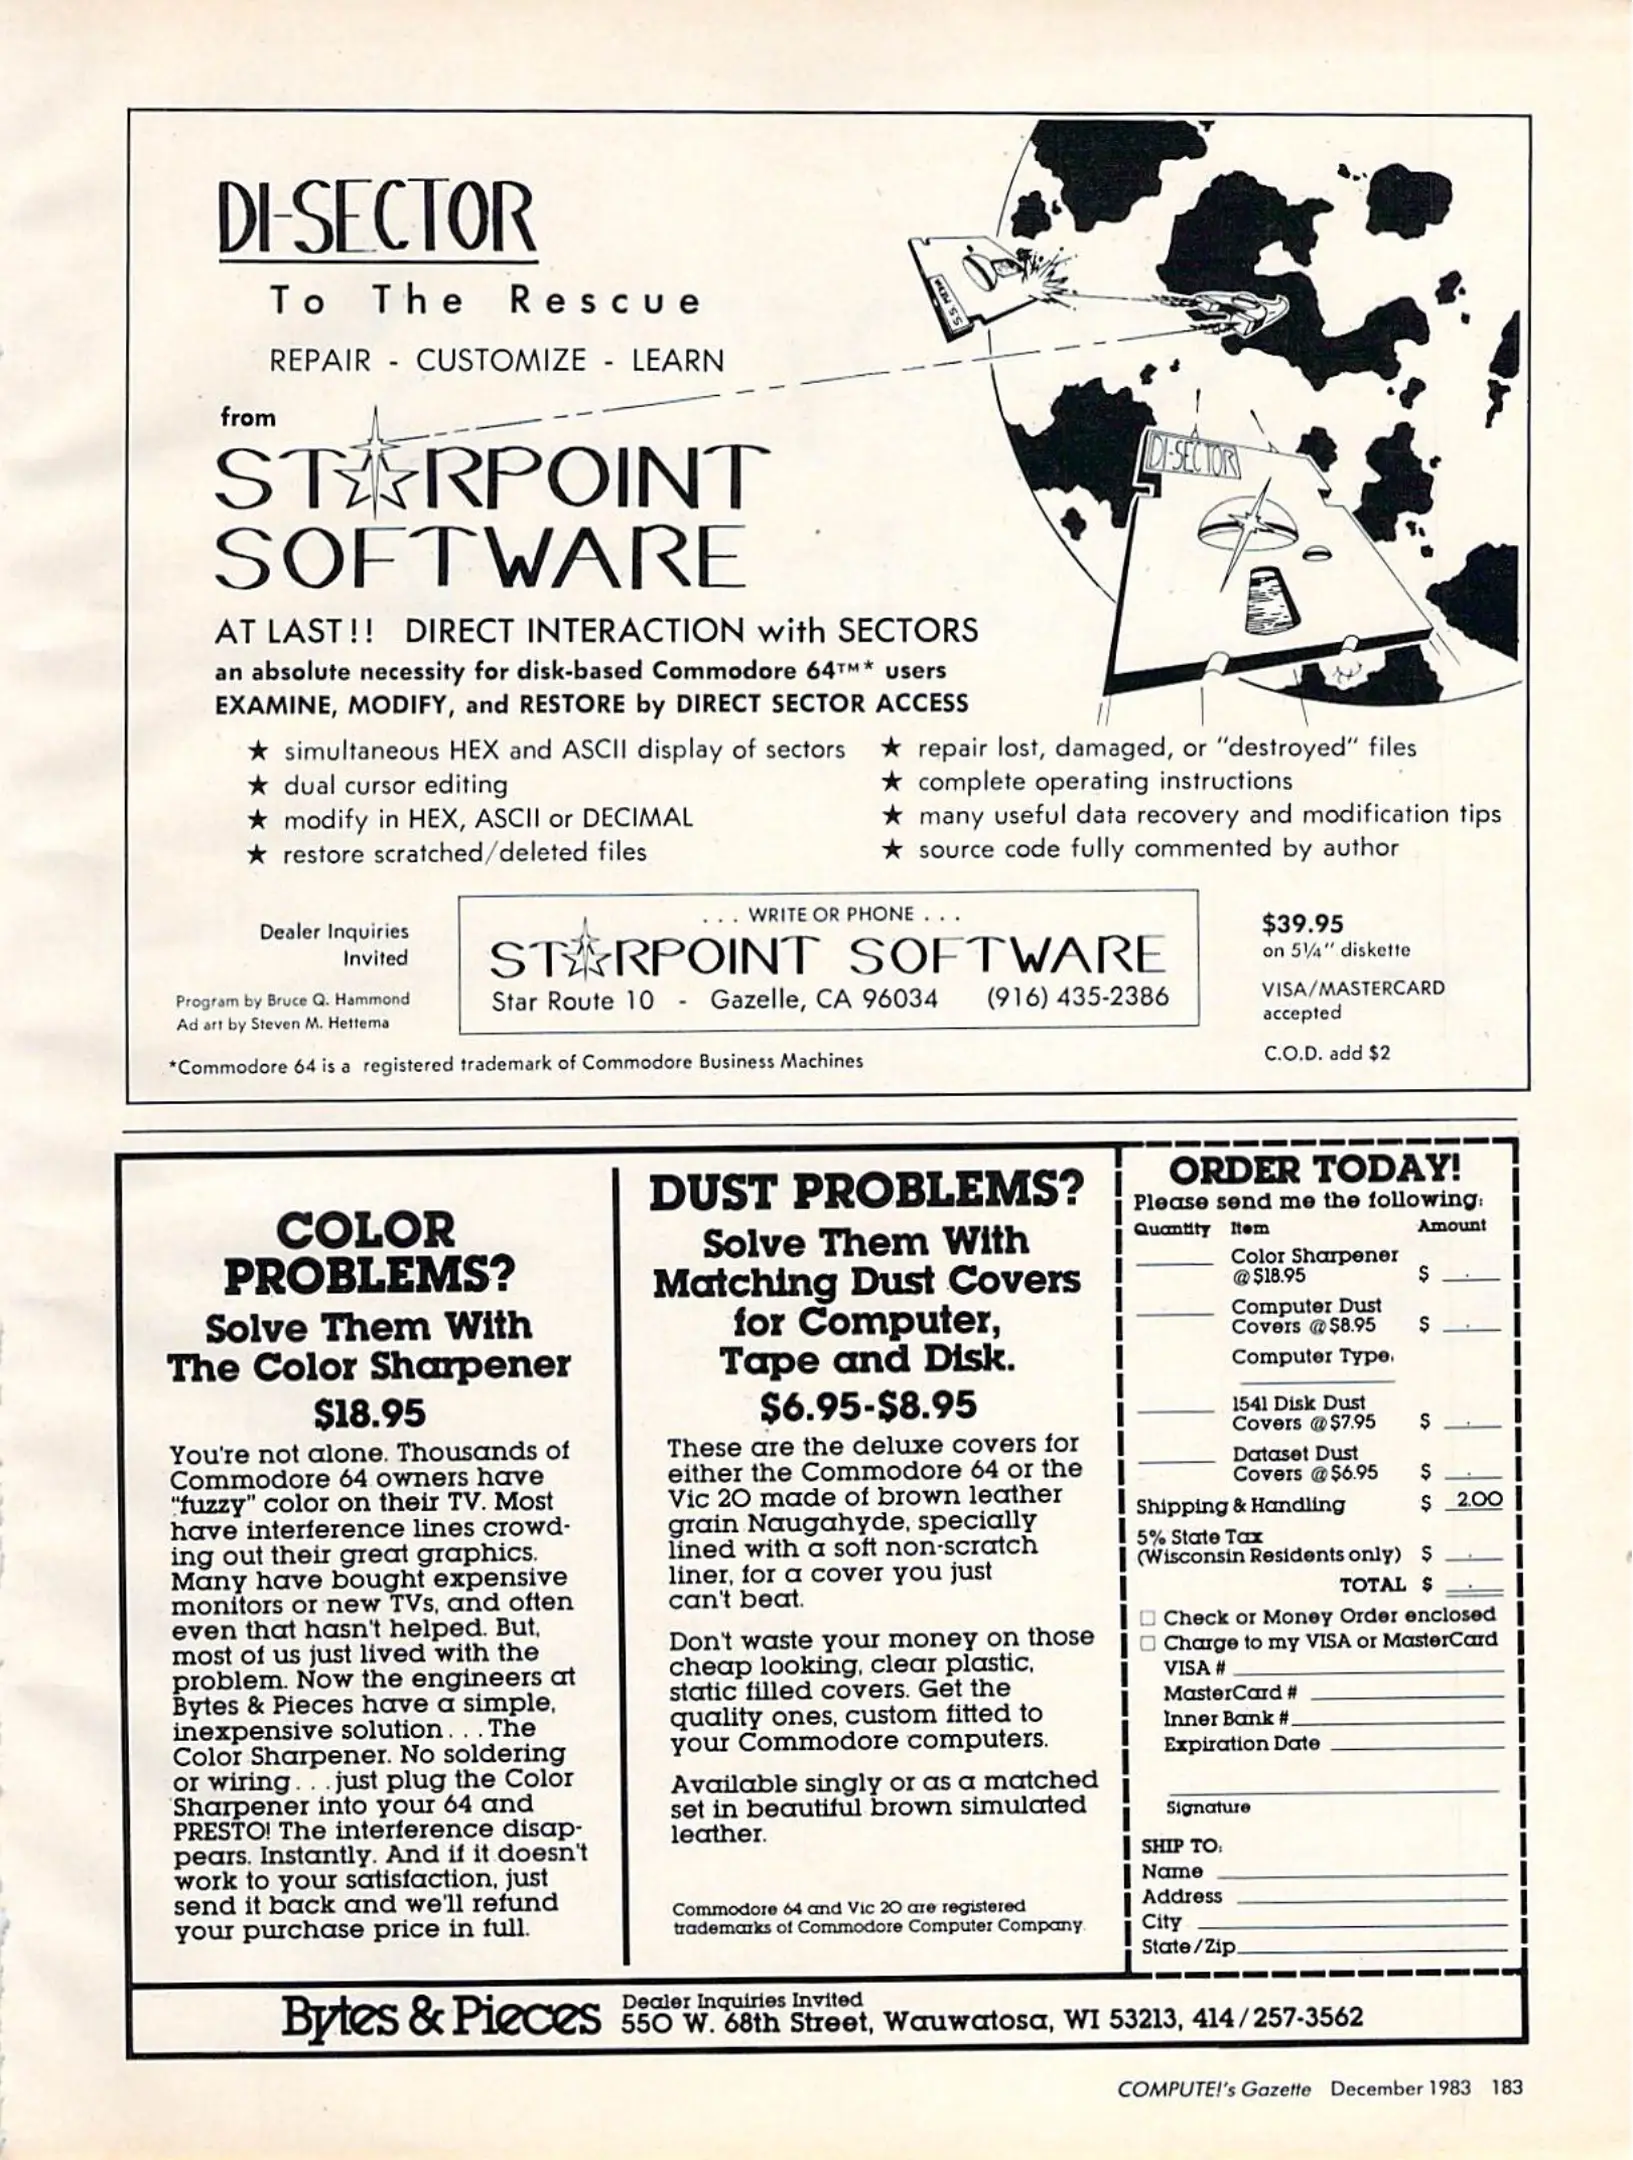 DI-SECTOR
To The Rescue
REPAIR - CUSTOMIZE - LEARN
from
STARPOINT
SOFTWARE
DI-SECTOR
AT LAST!! DIRECT INTERACTION with SECTORS
an absolute necessity for disk-based Commodore 64™* users
EXAMINE, MODIFY, and RESTORE by DIRECT SECTOR ACCESS
★ simultaneous HEX and ASCII display of sectors
★ dual cursor editing
★ modify in HEX, ASCII or DECIMAL
★ restore scratched/deleted files
★ repair lost, damaged, or "destroyed" files
★ complete operating instructions
★ many useful data recovery and modification tips
★ source code fully commented by author
Dealer Inquiries
Invited
Program by Bruce Q. Hammond
Ad art by Steven M. Hettema
. . . WRITE OR PHONE . . .
STARPOINT SOFTWARE
Star Route 10 - Gazelle, CA 96034 (916) 435-2386
$39.95
on 5¼" diskette
VISA/MASTERCARD
accepted
C.O.D. add $2
*Commodore 64 is a registered trademark of Commodore Business Machines
COLOR
PROBLEMS?
Solve Them With
The Color Sharpener
$18.95
You're not alone. Thousands of
Commodore 64 owners have
"fuzzy" color on their TV. Most
have interference lines crowd-
ing out their great graphics.
Many have bought expensive
monitors or new TVs, and often
even that hasn't helped. But,
most of us just lived with the
problem. Now the engineers at
Bytes & Pieces have a simple,
inexpensive solution. . .The
Color Sharpener. No soldering
or wiring. . .just plug the Color
Sharpener into your 64 and
PRESTO! The interference disap-
pears. Instantly. And if it doesn't
work to your satisfaction, just
send it back and we'll refund
your purchase price in full.
DUST PROBLEMS?
Solve Them With
Matching Dust Covers
for Computer,
Tape and Disk.
$6.95-$8.95
These are the deluxe covers for
either the Commodore 64 or the
Vic 20 made of brown leather
grain Naugahyde, specially
lined with a soft non-scratch
liner, for a cover you just
can't beat.
Don't waste your money on those
cheap looking, clear plastic,
static filled covers. Get the
quality ones, custom fitted to
your Commodore computers.
Available singly or as a matched
set in beautiful brown simulated
leather.
Commodore 64 and Vic 20 are registered
trademarks of Commodore Computer Company.
ORDER TODAY!
Please send me the following:
Quantity Item Amount
Color Sharpener
@ $18.95 $ .
Computer Dust
Covers @ $8.95 $ .
Computer Type:
1541 Disk Dust
Covers @ $7.95 $ .
Dataset Dust
Covers @ $6.95 $ .
Shipping & Handling $ 2.00
5% State Tax
(Wisconsin Residents only) $ .
TOTAL $ .
☐ Check or Money Order enclosed
☐ Charge to my VISA or MasterCard
VISA #
MasterCard #
Inner Bank #
Expiration Date
Signature
SHIP TO:
Name
Address
City
State/Zip
Bytes & Pieces
Dealer Inquiries Invited
550 W. 68th Street, Wauwatosa, WI 53213, 414/257-3562
COMPUTE!'s Gazette December 1983 183